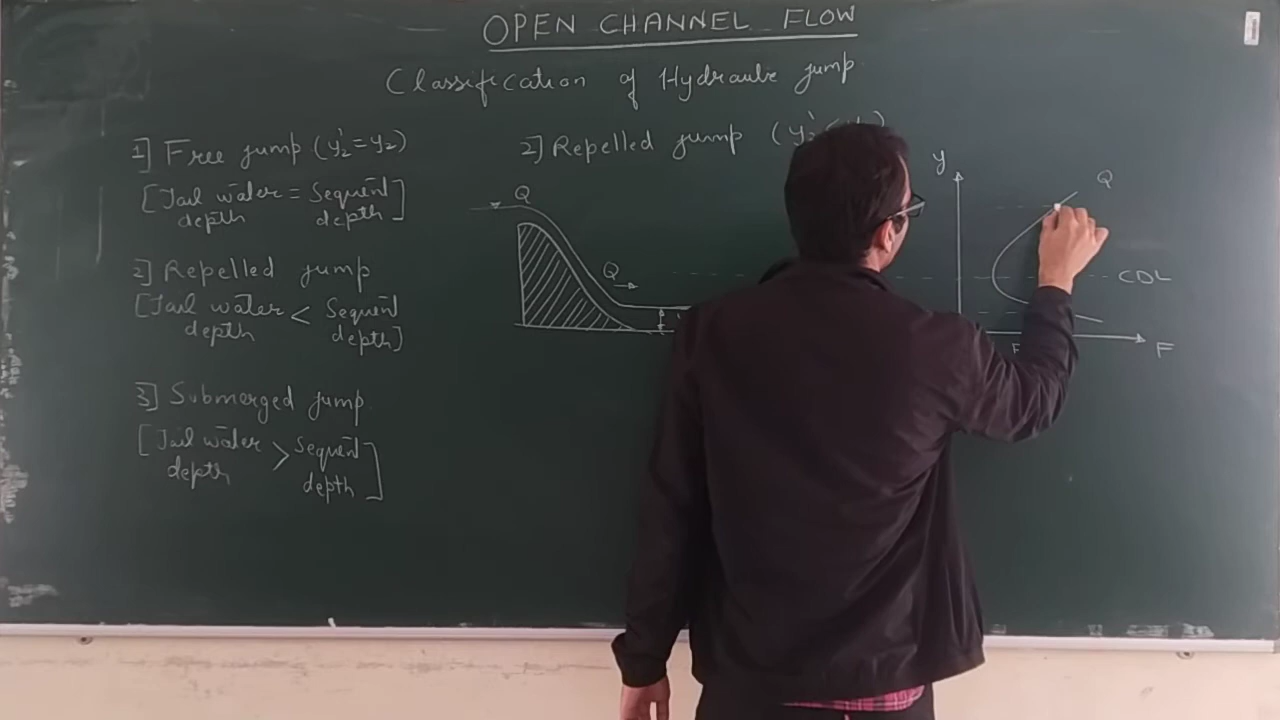 OPEN CHANNEL FLOW
Classification of Hydraulic jump
1] Free jump (y₂' = y₂)
[Tail water = Sequent
depth depth]
2] Repelled jump
[Tail water < Sequent
depth depth]
3] Submerged jump
[Tail water > Sequent
depth depth]
2] Repelled jump (y₂'
Q
Q
y
Q
CDL
F
F